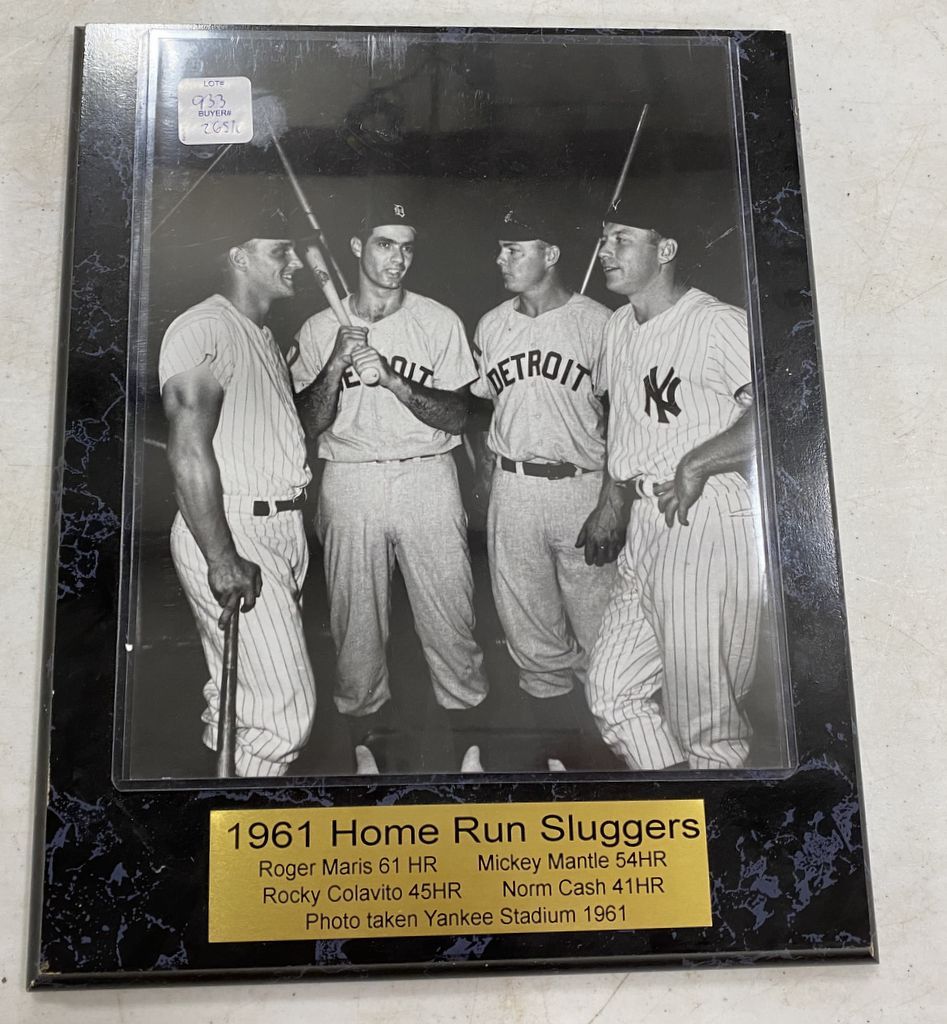 LOT#
933
BUYER#
D
DETROIT
DETROIT
NY
1961 Home Run Sluggers
Roger Maris 61 HR Mickey Mantle 54HR
Rocky Colavito 45HR Norm Cash 41HR
Photo taken Yankee Stadium 1961